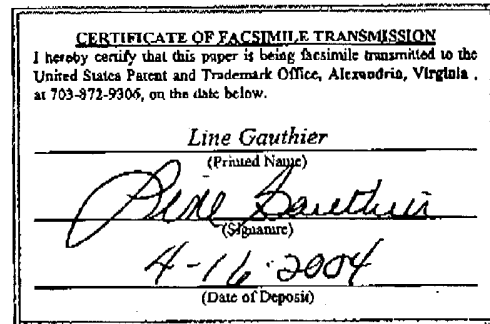 CERTIFICATE OF FACSIMILE TRANSMISSION
I hereby certify that this paper is being facsimile transmitted to the
United States Patent and Trademark Office, Alexandria, Virginia ,
at 703-872-9306, on the date below.
Line Gauthier
(Printed Name)
Line Gauthier
(Signature)
4-16-2004
(Date of Deposit)